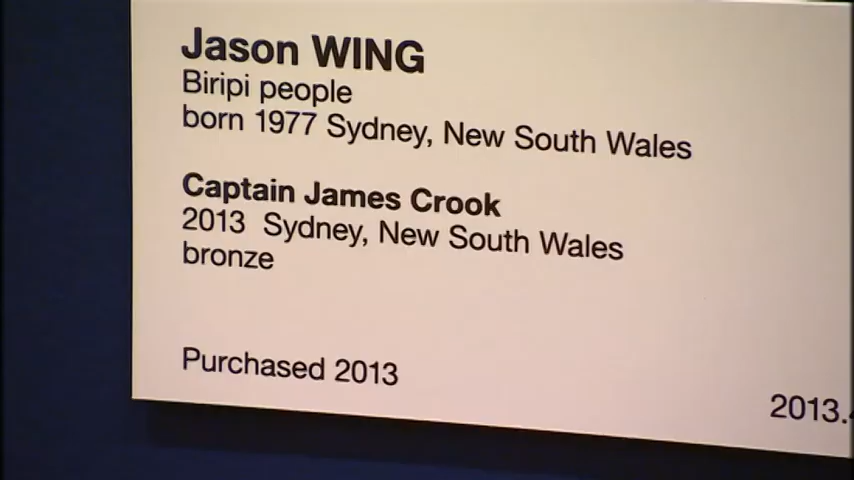 Jason WING
Biripi people
born 1977 Sydney, New South Wales
Captain James Crook
2013 Sydney, New South Wales
bronze
Purchased 2013
2013.